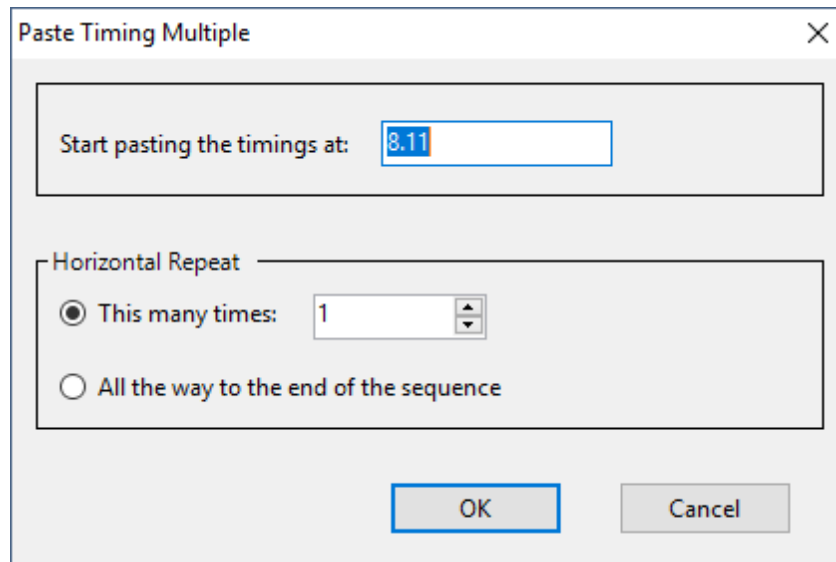 Paste Timing Multiple
Start pasting the timings at: 8.11
Horizontal Repeat
This many times: 1
All the way to the end of the sequence
OK Cancel